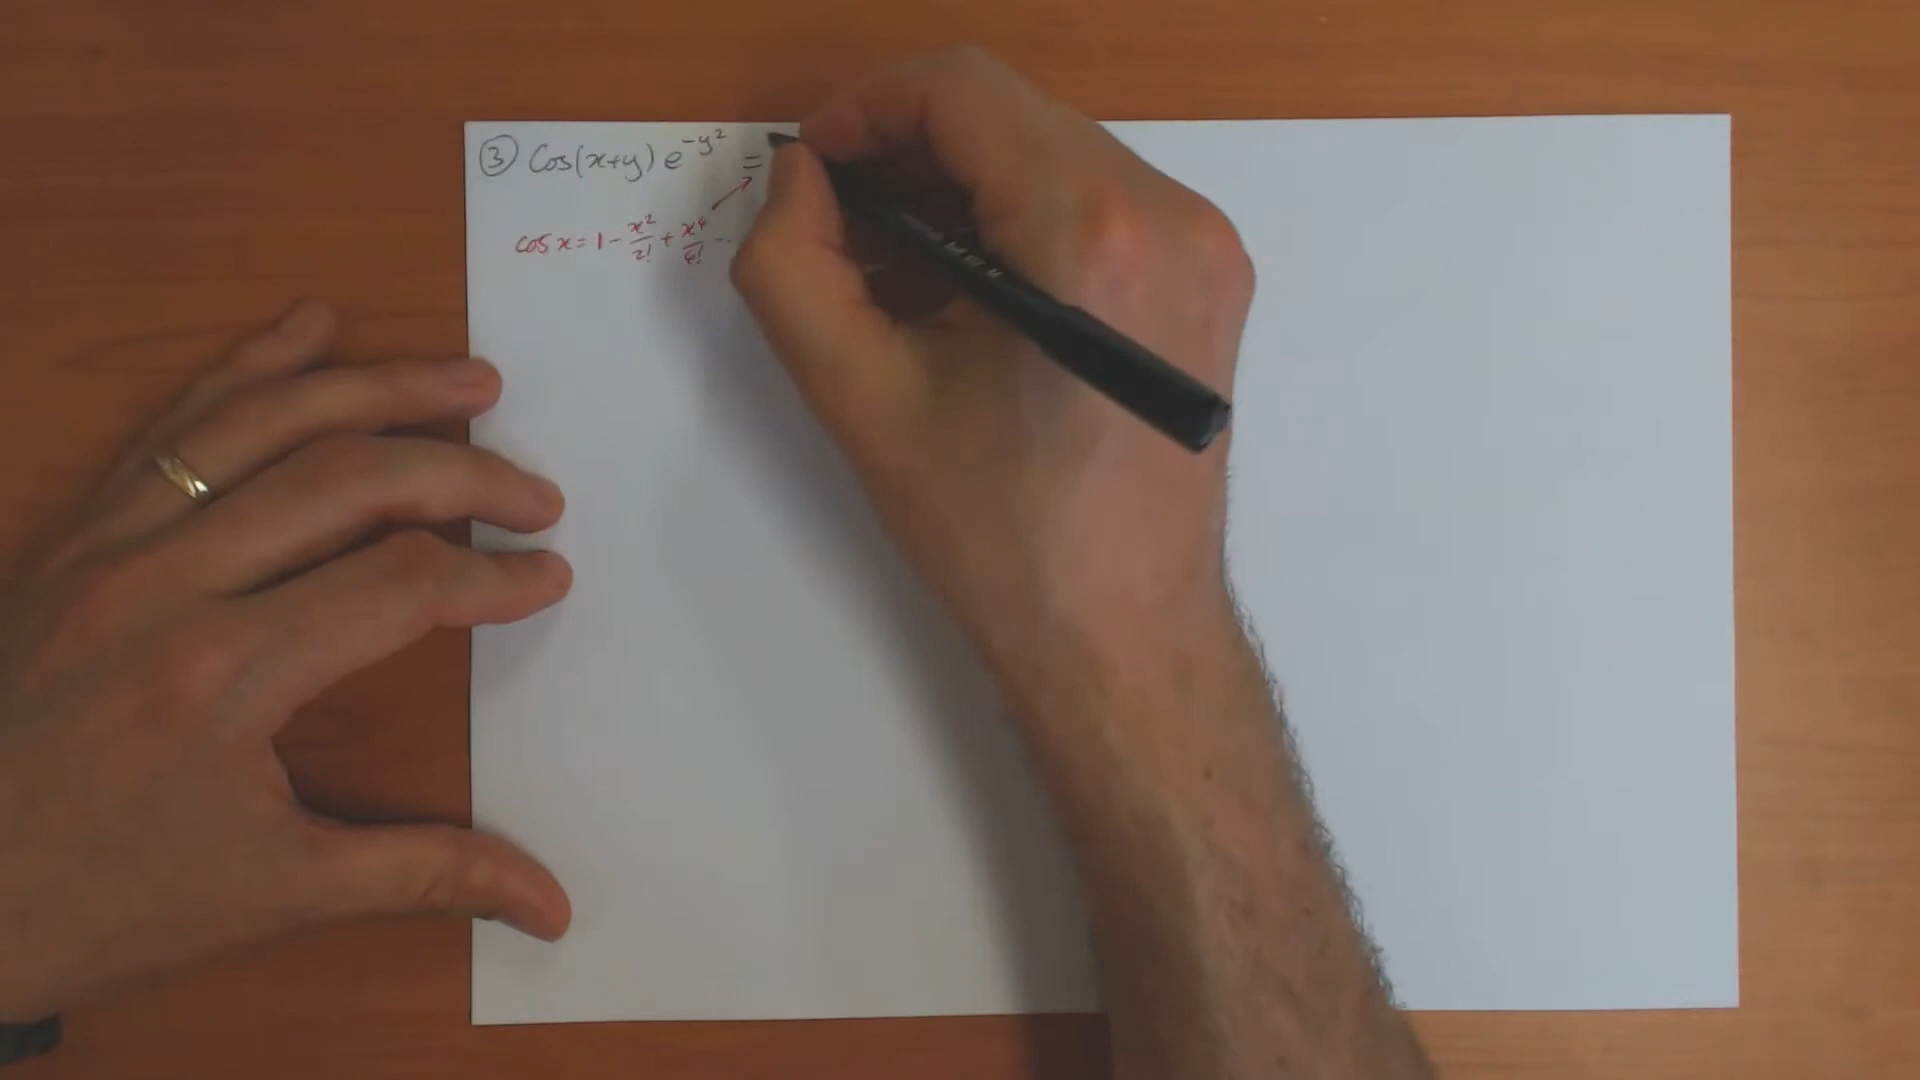 ③ Cos(x+y) e^{-y²} =
cos x = 1 - x²/2! + x⁴/4! - ..